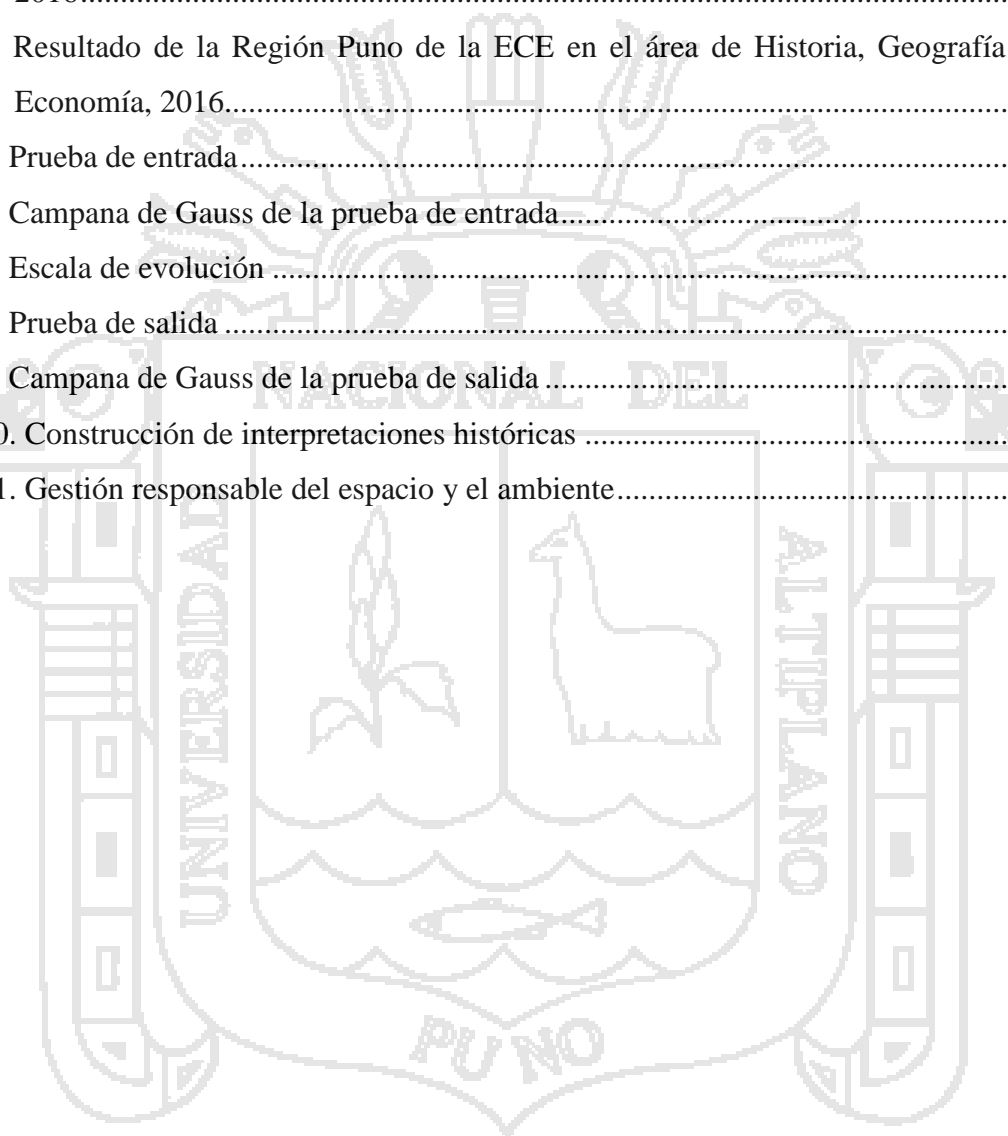 Resultado de la Región Puno de la ECE en el área de Historia, Geografía
Economía, 2016.............................................................................................
Prueba de entrada.............................................................................................
Campana de Gauss de la prueba de entrada.......................................................
Escala de evolución ..........................................................................................
Prueba de salida ................................................................................................
Campana de Gauss de la prueba de salida ........................................................
0. Construcción de interpretaciones históricas ..................................................
1. Gestión responsable del espacio y el ambiente..............................................
UNIVERSIDAD
NACIONAL DEL
ALTIPLANO
PUNO